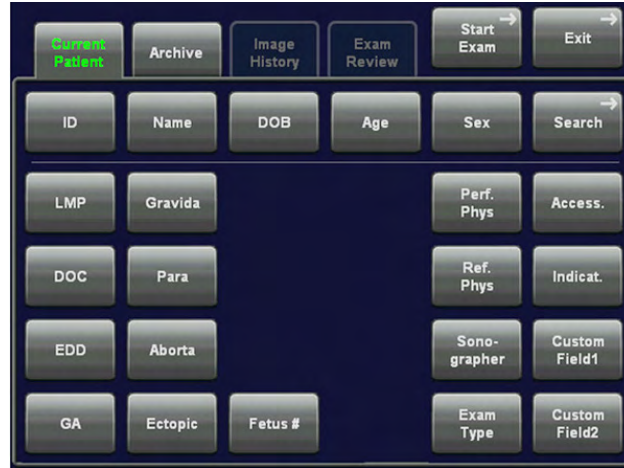 Current Patient
Archive
Image History
Exam Review
Start Exam
Exit
ID
Name
DOB
Age
Sex
Search
LMP
Gravida
Perf. Phys
Access.
DOC
Para
Ref. Phys
Indicat.
EDD
Aborta
Sono-grapher
Custom Field1
GA
Ectopic
Fetus #
Exam Type
Custom Field2